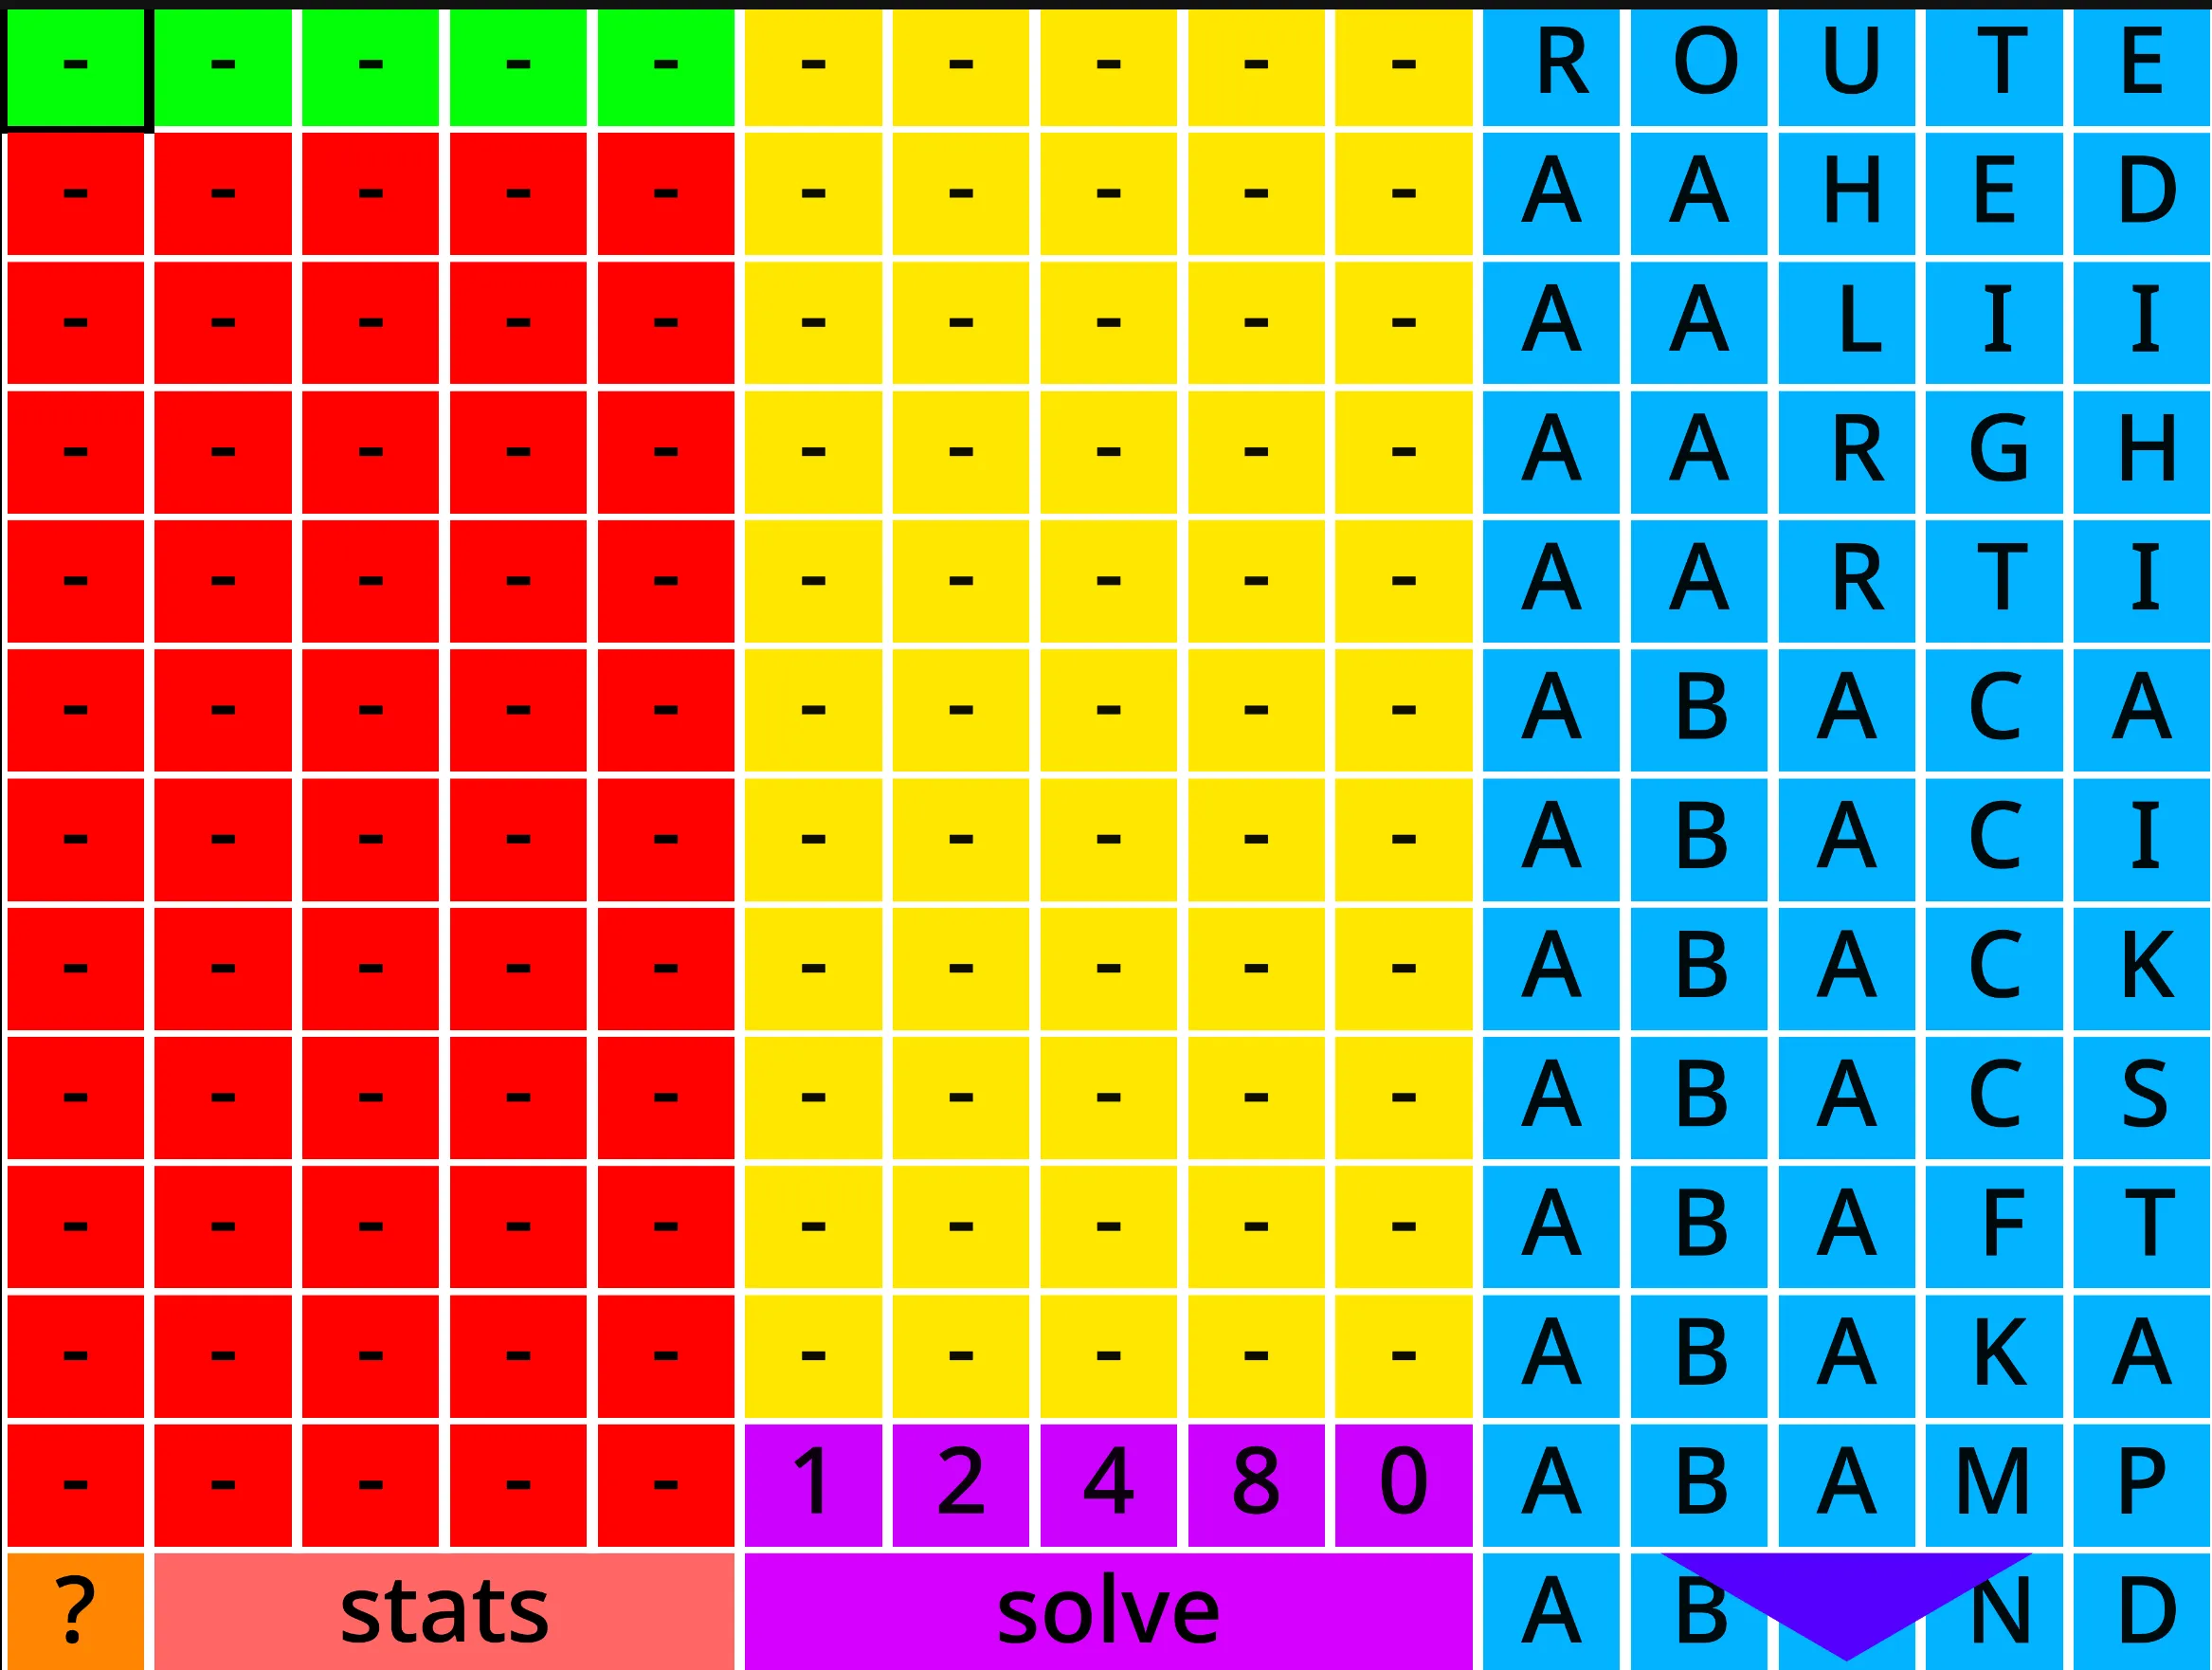 - - - - - - - - - - R O U T E
- - - - - - - - - - A A H E D
- - - - - - - - - - A A L I I
- - - - - - - - - - A A R G H
- - - - - - - - - - A A R T I
- - - - - - - - - - A B A C A
- - - - - - - - - - A B A C I
- - - - - - - - - - A B A C K
- - - - - - - - - - A B A C S
- - - - - - - - - - A B A F T
- - - - - - - - - - A B A K A
- - - - - 1 2 4 8 0 A B A M P
? stats solve A B N D